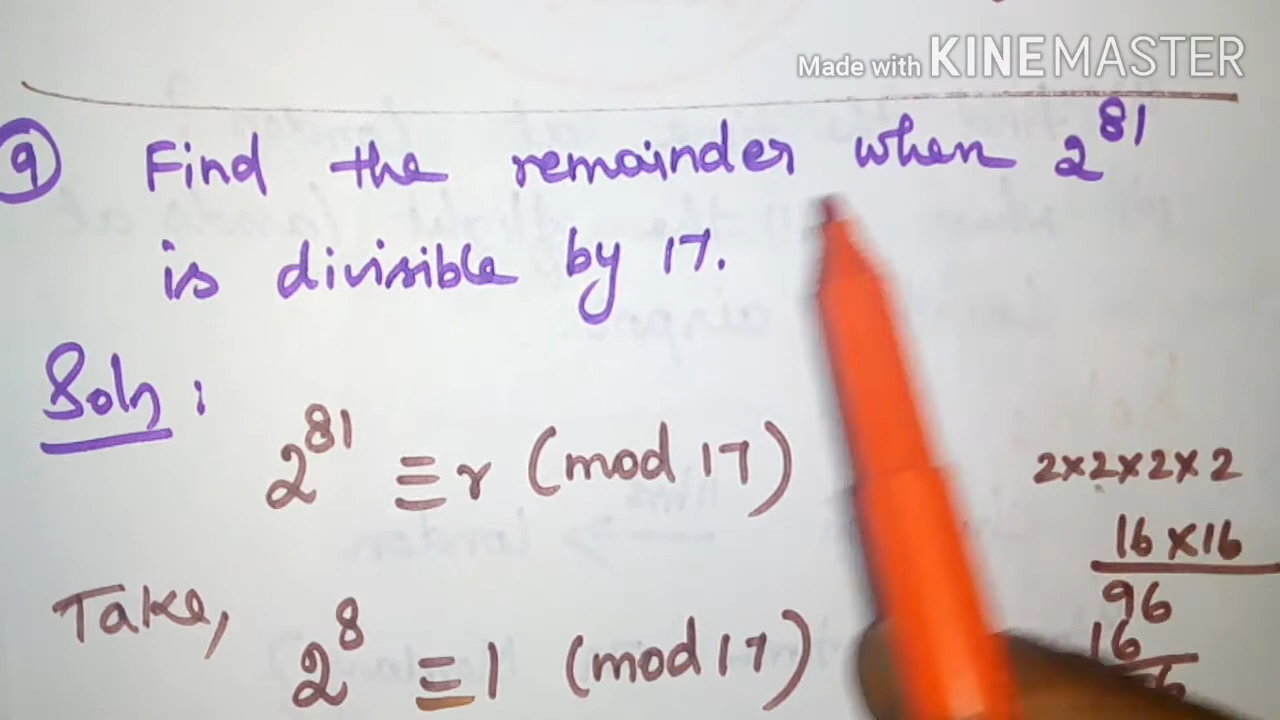 Made with KINEMASTER
9 Find the remainder when 2^81
is divisible by 17.
Soln :
2^81 ≡ r (mod 17)
2×2×2×2
16×16
96
16
Take,
2^8 ≡ 1 (mod 17)